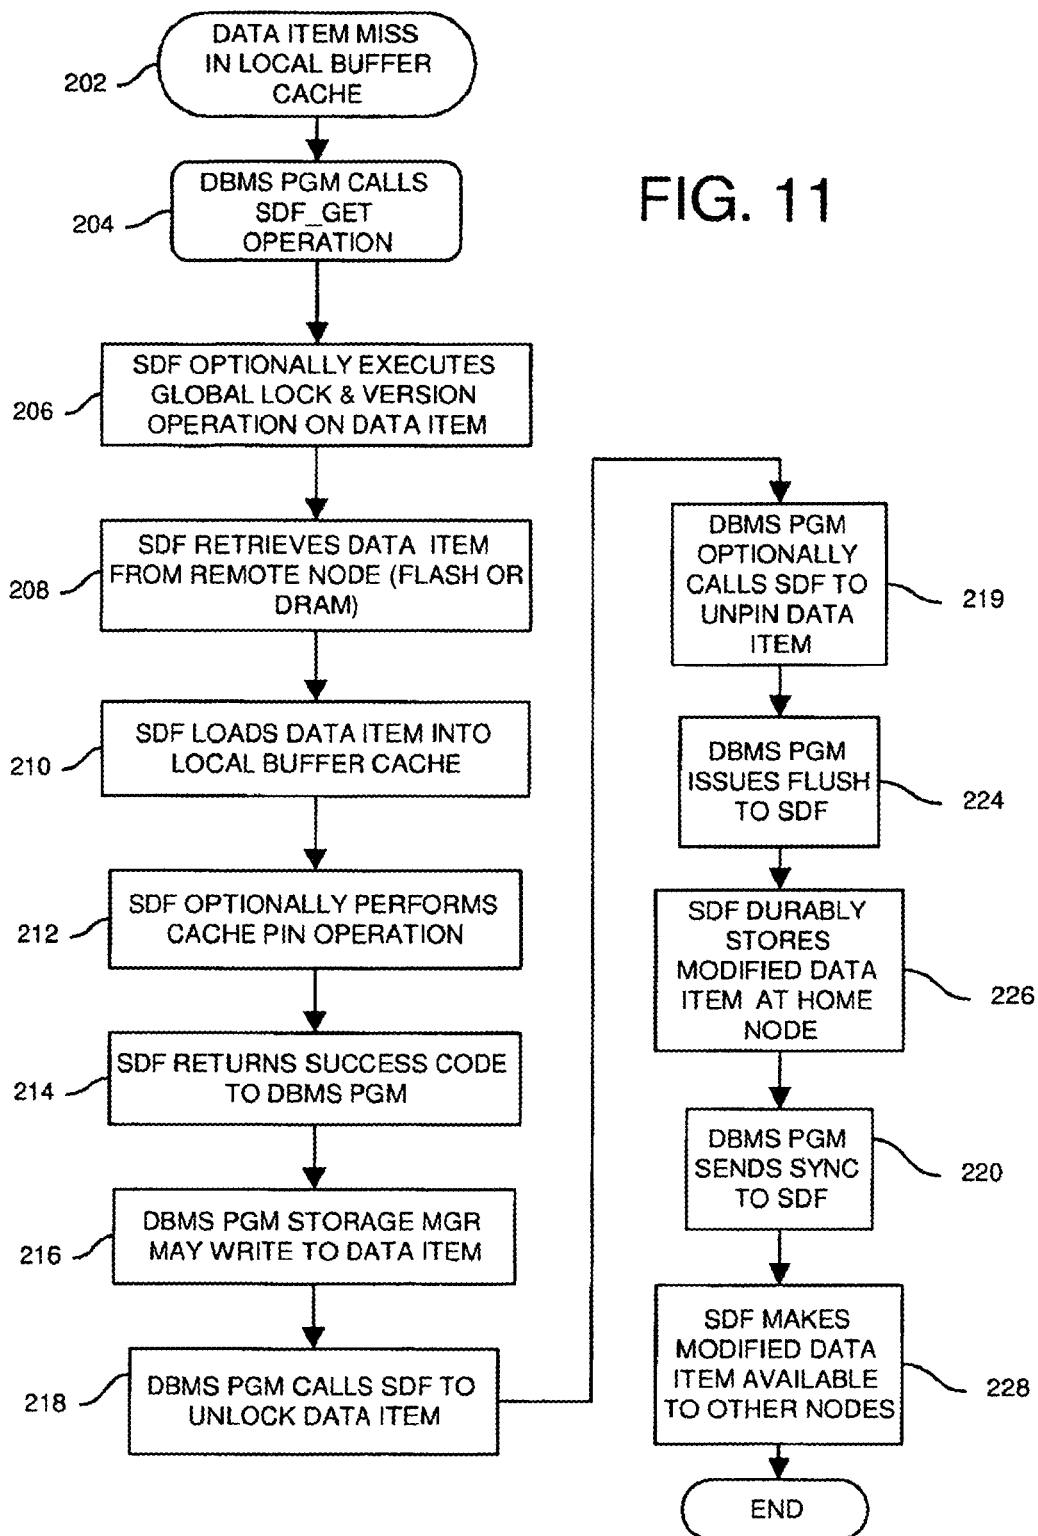 DATA ITEM MISS
IN LOCAL BUFFER
CACHE
202
DBMS PGM CALLS
SDF_GET
OPERATION
204
FIG. 11
SDF OPTIONALLY EXECUTES
GLOBAL LOCK & VERSION
OPERATION ON DATA ITEM
206
SDF RETRIEVES DATA ITEM
FROM REMOTE NODE (FLASH OR
DRAM)
208
SDF LOADS DATA ITEM INTO
LOCAL BUFFER CACHE
210
SDF OPTIONALLY PERFORMS
CACHE PIN OPERATION
212
SDF RETURNS SUCCESS CODE
TO DBMS PGM
214
DBMS PGM STORAGE MGR
MAY WRITE TO DATA ITEM
216
DBMS PGM CALLS SDF TO
UNLOCK DATA ITEM
218
DBMS PGM
OPTIONALLY
CALLS SDF TO
UNPIN DATA
ITEM
219
DBMS PGM
ISSUES FLUSH
TO SDF
224
SDF DURABLY
STORES
MODIFIED DATA
ITEM AT HOME
NODE
226
DBMS PGM
SENDS SYNC
TO SDF
220
SDF MAKES
MODIFIED DATA
ITEM AVAILABLE
TO OTHER NODES
228
END